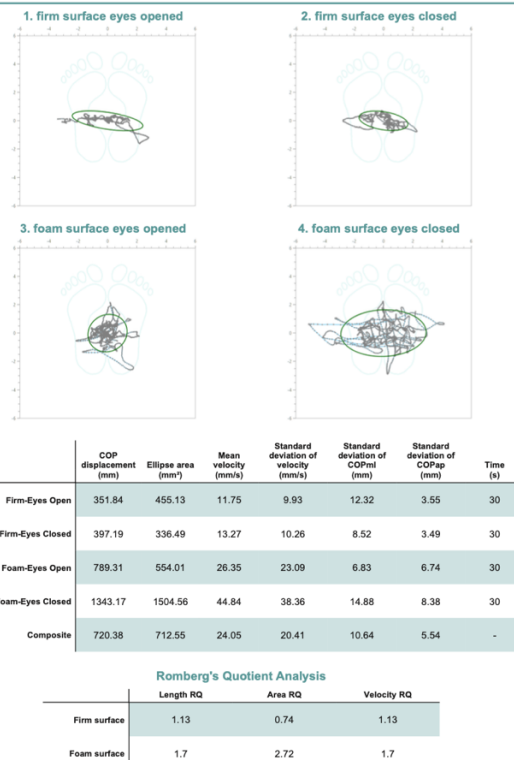 1. firm surface eyes opened
2. firm surface eyes closed
3. foam surface eyes opened
4. foam surface eyes closed
COP displacement (mm) Ellipse area (mm²) Mean velocity (mm/s) Standard deviation of velocity (mm/s) Standard deviation of COPml (mm) Standard deviation of COPap (mm) Time (s)
Firm-Eyes Open 351.84 455.13 11.75 9.93 12.32 3.55 30
Firm-Eyes Closed 397.19 336.49 13.27 10.26 8.52 3.49 30
Foam-Eyes Open 789.31 554.01 26.35 23.09 6.83 6.74 30
oam-Eyes Closed 1343.17 1504.56 44.84 38.36 14.88 8.38 30
Composite 720.38 712.55 24.05 20.41 10.64 5.54 -
Romberg's Quotient Analysis
Length RQ Area RQ Velocity RQ
Firm surface 1.13 0.74 1.13
Foam surface 1.7 2.72 1.7